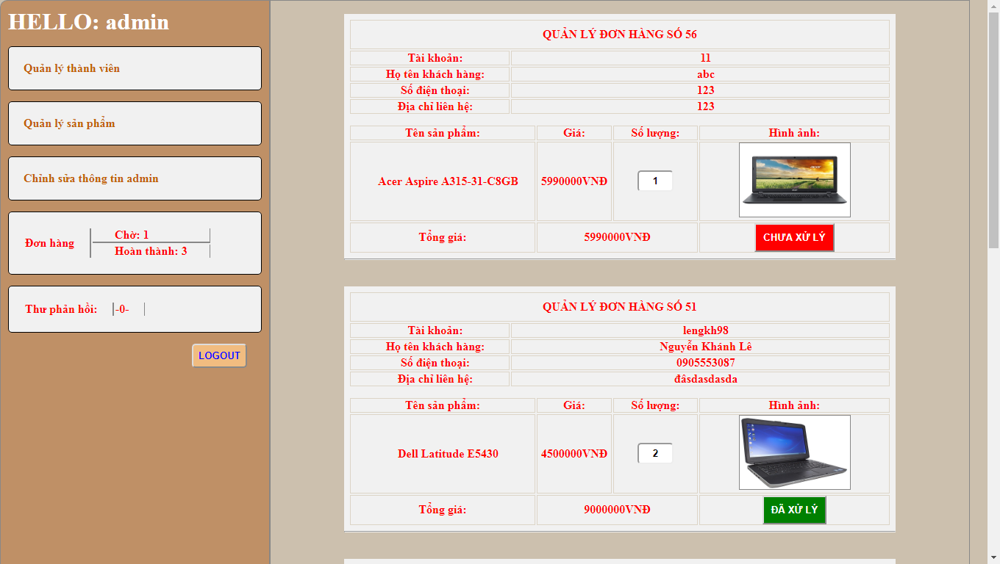 HELLO: admin
Quản lý thành viên
Quản lý sản phẩm
Chỉnh sửa thông tin admin
Đơn hàng
Chờ: 1
Hoàn thành: 3
Thư phản hồi: -0-
LOGOUT
QUẢN LÝ ĐƠN HÀNG SỐ 56
Tài khoản: 11
Họ tên khách hàng: abc
Số điện thoại: 123
Địa chỉ liên hệ: 123
Tên sản phẩm: Giá: Số lượng: Hình ảnh:
Acer Aspire A315-31-C8GB 5990000VNĐ 1
Tổng giá: 5990000VNĐ CHƯA XỬ LÝ
QUẢN LÝ ĐƠN HÀNG SỐ 51
Tài khoản: lengkh98
Họ tên khách hàng: Nguyễn Khánh Lê
Số điện thoại: 0905553087
Địa chỉ liên hệ: đâsdasdasda
Tên sản phẩm: Giá: Số lượng: Hình ảnh:
Dell Latitude E5430 4500000VNĐ 2
Tổng giá: 9000000VNĐ ĐÃ XỬ LÝ